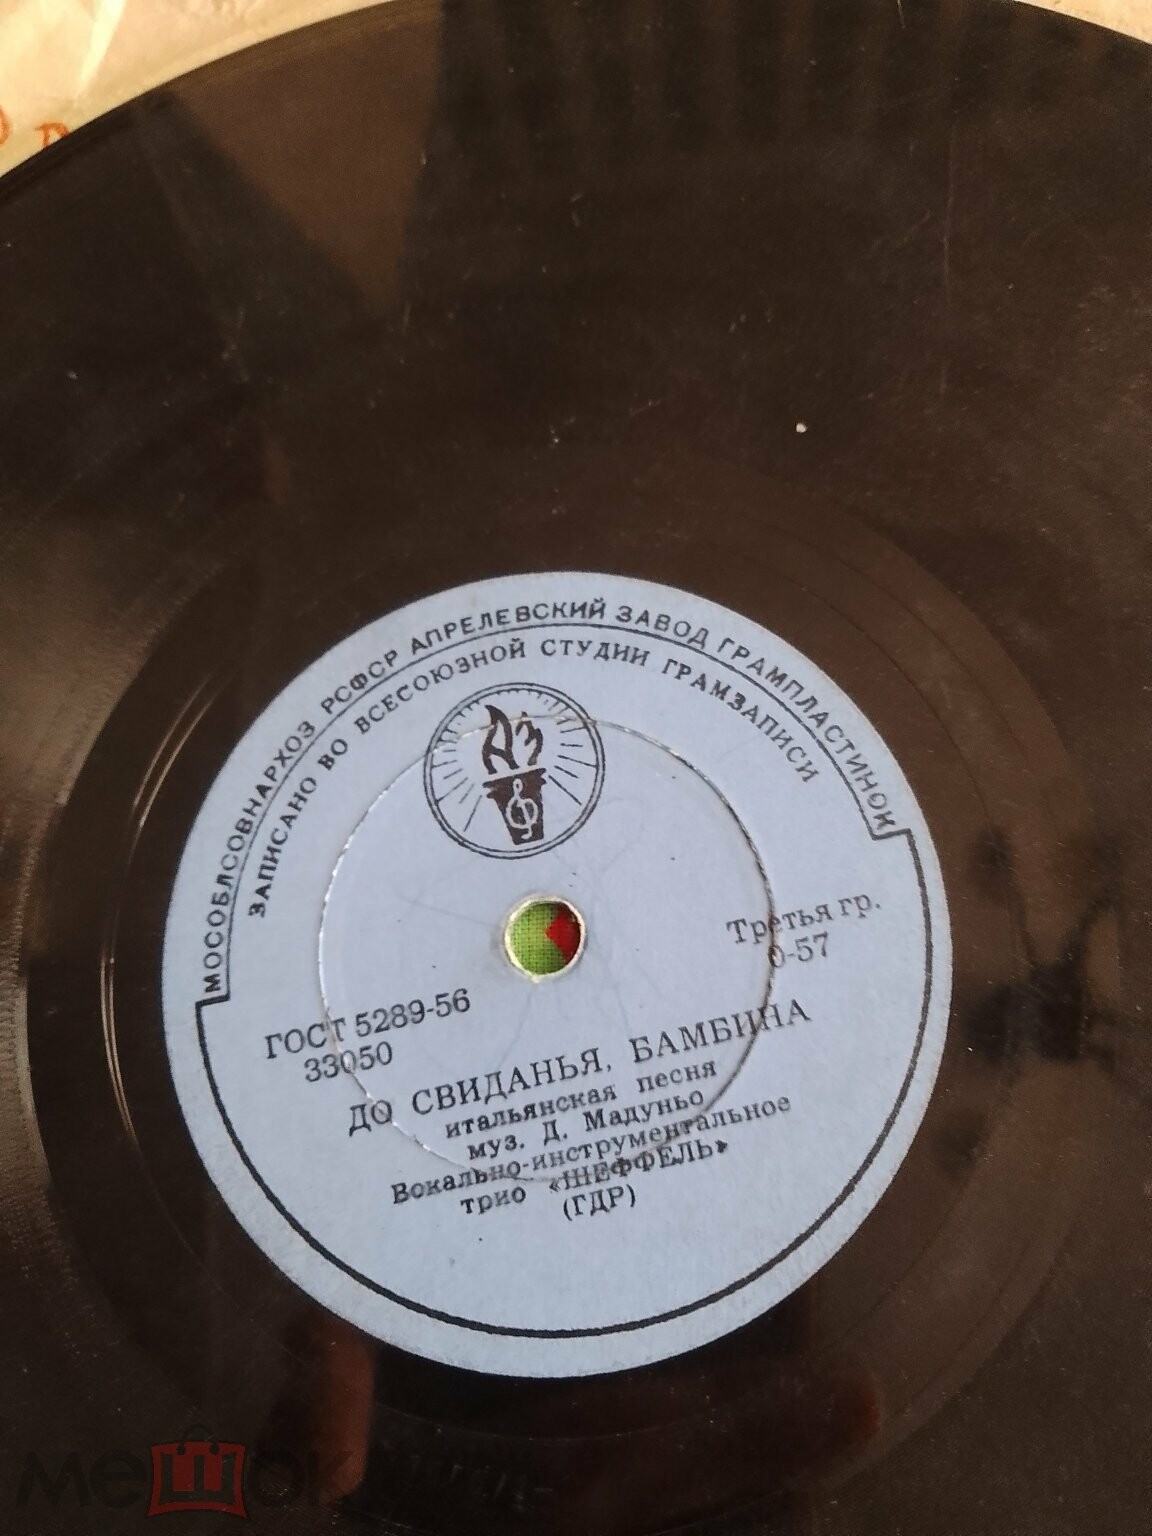 МОСОБЛСОВНАРХОЗ РСФСР АПРЕЛЕВСКИЙ ЗАВОД ГРАМПЛАСТИНОК
ЗАПИСАНО ВО ВСЕСОЮЗНОЙ СТУДИИ ГРАМЗАПИСИ
АЗ
Третья гр.
0-57
ГОСТ 5289-56
33050
ДО СВИДАНЬЯ, БАМБИНА
итальянская песня
муз. Д. Мадуньо
Вокально-инструментальное
трио «ШЕФФЕЛЬ»
(ГДР)
мешок